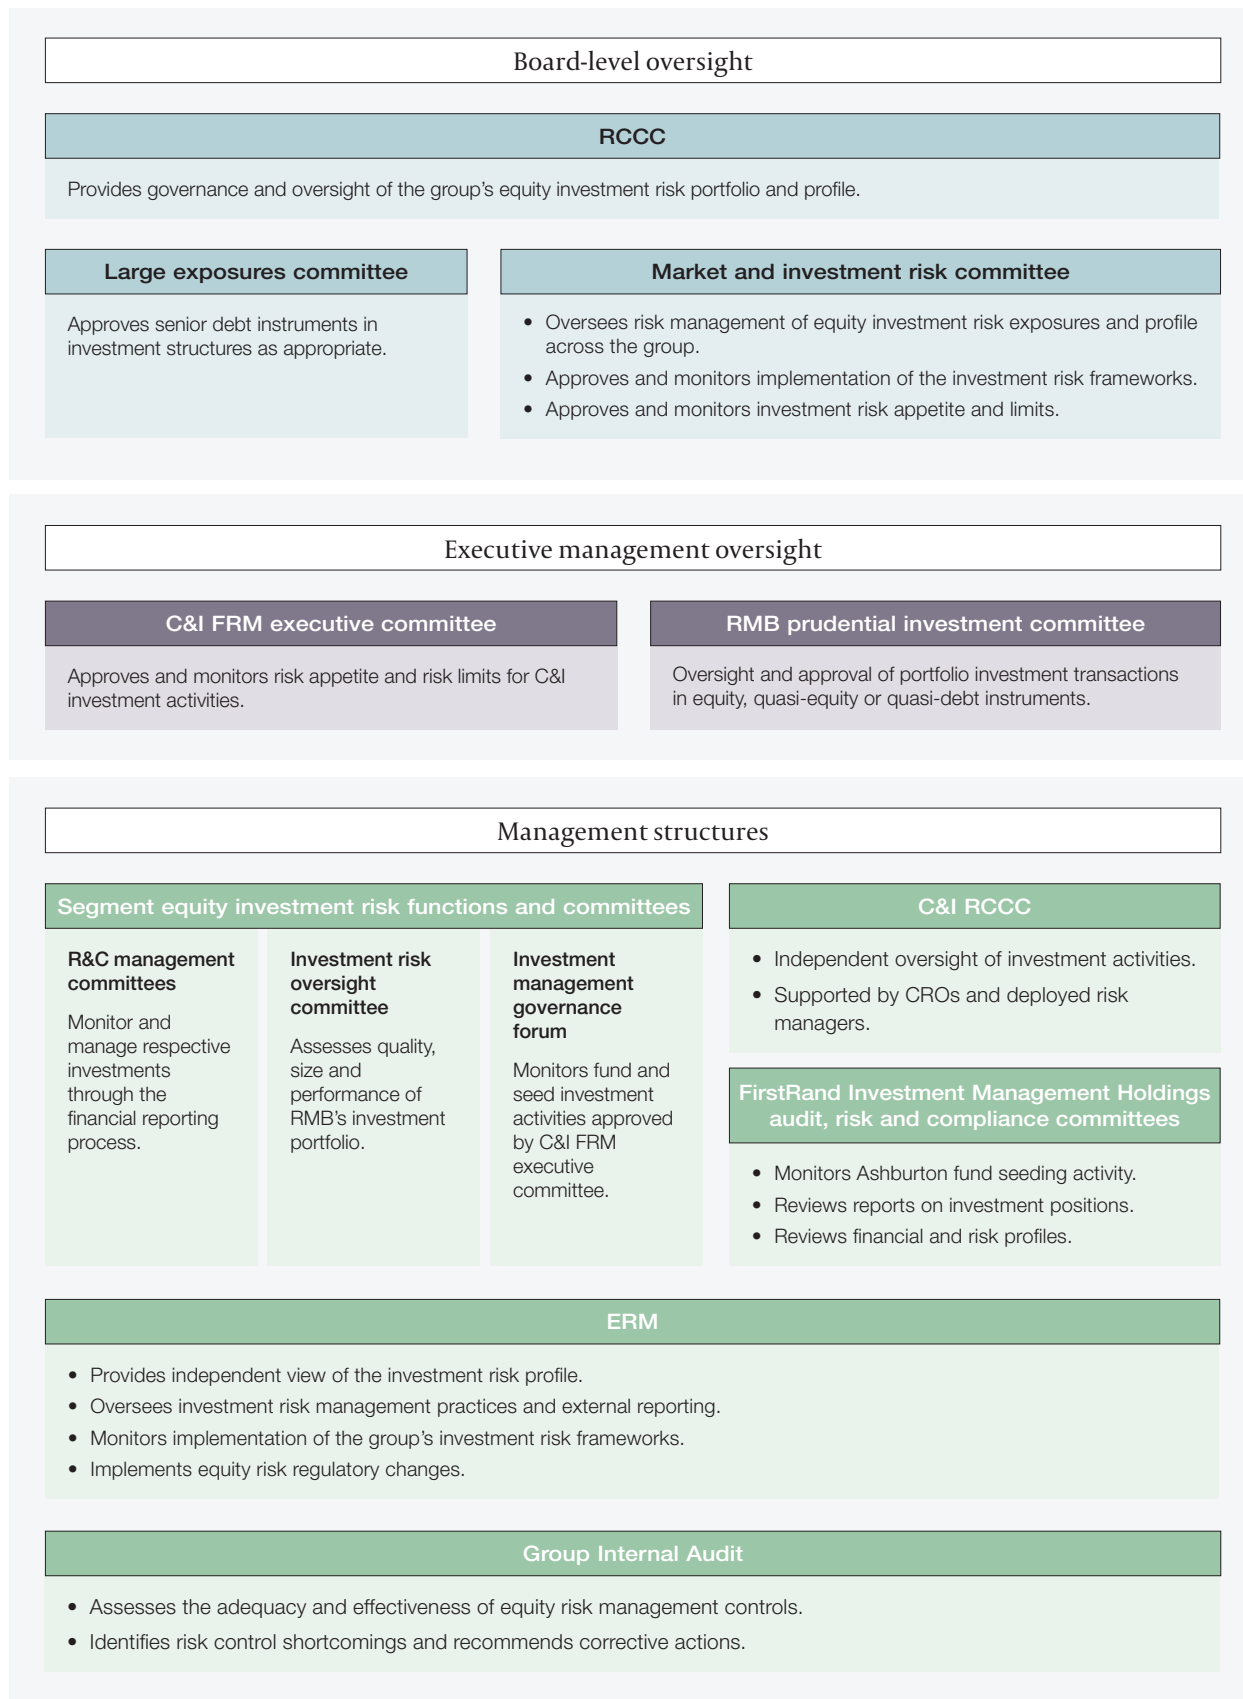 Board-level oversight
RCCC
Provides governance and oversight of the group's equity investment risk portfolio and profile.
Large exposures committee
Approves senior debt instruments in
investment structures as appropriate.
Market and investment risk committee
• Oversees risk management of equity investment risk exposures and profile
across the group.
• Approves and monitors implementation of the investment risk frameworks.
• Approves and monitors investment risk appetite and limits.
Executive management oversight
C&I FRM executive committee
Approves and monitors risk appetite and risk limits for C&I
investment activities.
RMB prudential investment committee
Oversight and approval of portfolio investment transactions
in equity, quasi-equity or quasi-debt instruments.
Management structures
Segment equity investment risk functions and committees
R&C management
committees
Monitor and
manage respective
investments
through the
financial reporting
process.
Investment risk
oversight
committee
Assesses quality,
size and
performance of
RMB's investment
portfolio.
Investment
management
governance
forum
Monitors fund and
seed investment
activities approved
by C&I FRM
executive
committee.
C&I RCCC
• Independent oversight of investment activities.
• Supported by CROs and deployed risk
managers.
FirstRand Investment Management Holdings
audit, risk and compliance committees
• Monitors Ashburton fund seeding activity.
• Reviews reports on investment positions.
• Reviews financial and risk profiles.
ERM
• Provides independent view of the investment risk profile.
• Oversees investment risk management practices and external reporting.
• Monitors implementation of the group's investment risk frameworks.
• Implements equity risk regulatory changes.
Group Internal Audit
• Assesses the adequacy and effectiveness of equity risk management controls.
• Identifies risk control shortcomings and recommends corrective actions.